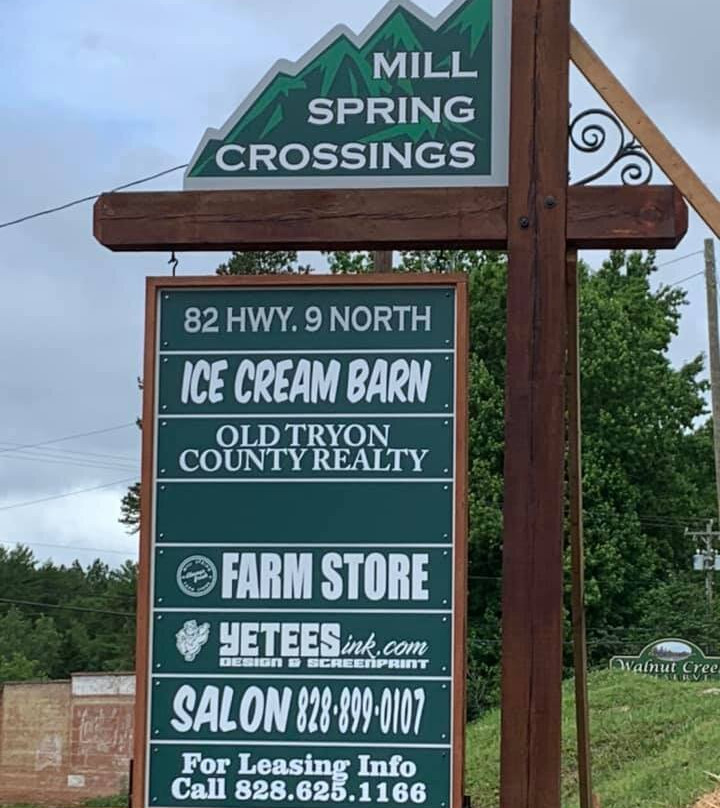 MILL
SPRING
CROSSINGS
82 HWY. 9 NORTH
ICE CREAM BARN
OLD TRYON
COUNTY REALTY
FARM STORE
YETEESink.com
DESIGN & SCREENPRINT
SALON 828·899·0107
For Leasing Info
Call 828.625.1166
Walnut Cree